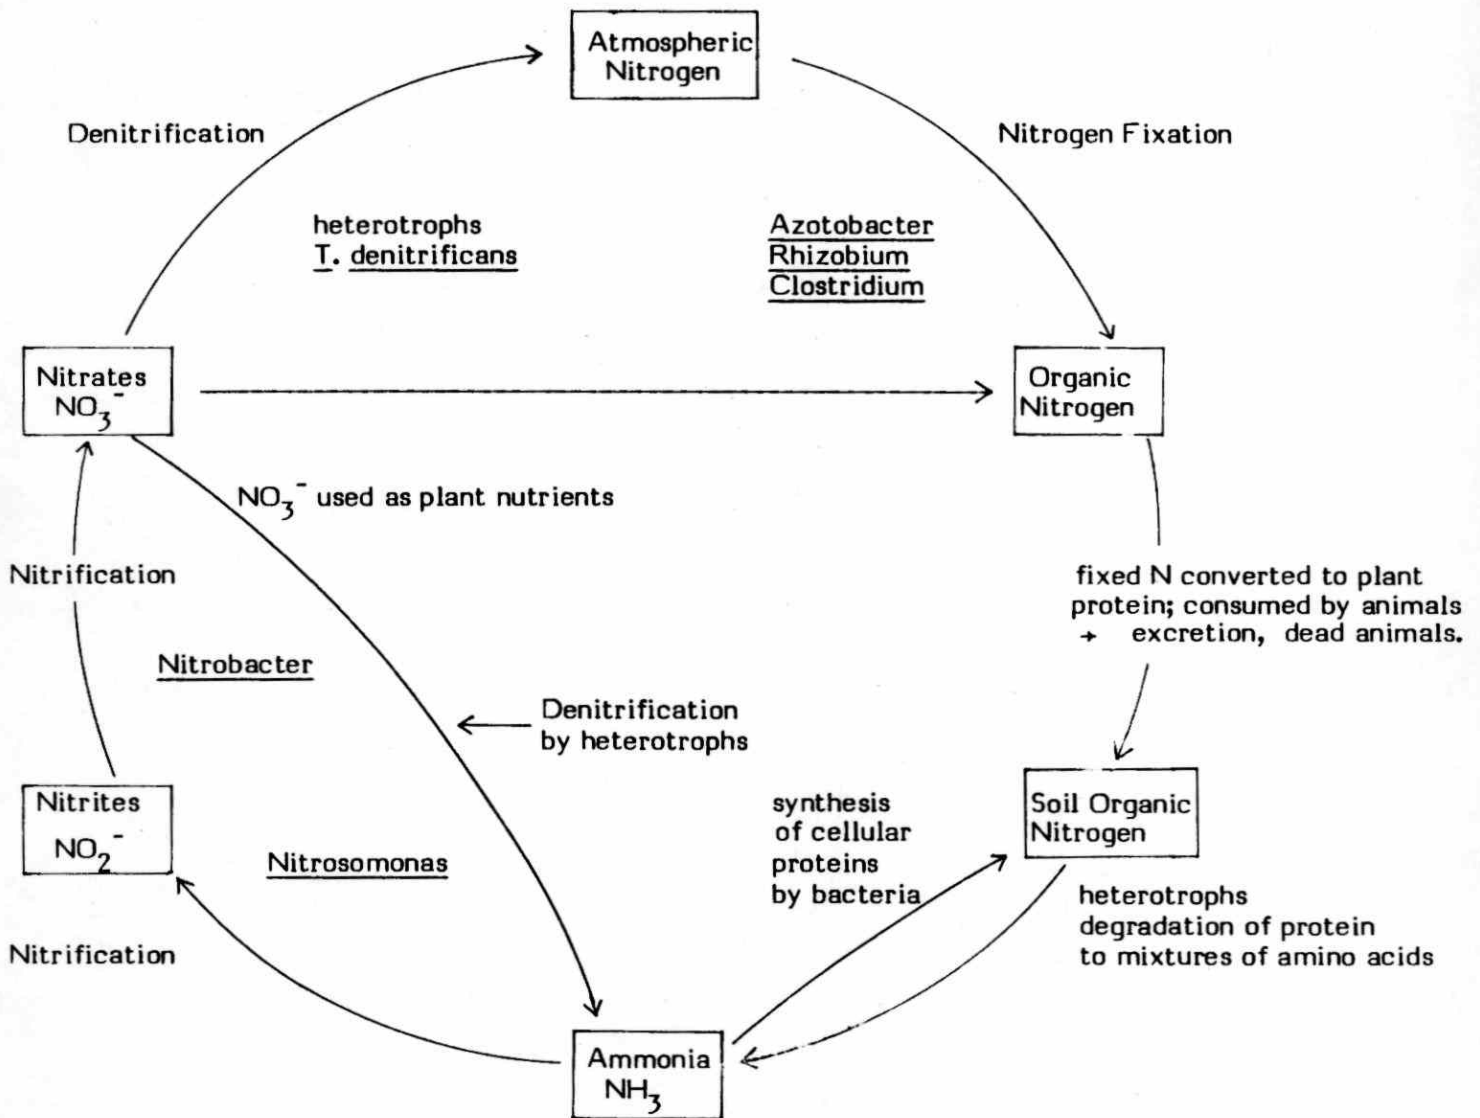 Atmospheric
Nitrogen
Denitrification
Nitrogen Fixation
heterotrophs
T. denitrificans
Azotobacter
Rhizobium
Clostridium
Nitrates
NO₃⁻
Organic
Nitrogen
NO₃⁻ used as plant nutrients
Nitrification
fixed N converted to plant
protein; consumed by animals
→ excretion, dead animals.
Nitrobacter
Denitrification
by heterotrophs
Nitrites
NO₂⁻
synthesis
of cellular
proteins
by bacteria
Soil Organic
Nitrogen
Nitrosomonas
heterotrophs
degradation of protein
to mixtures of amino acids
Nitrification
Ammonia
NH₃